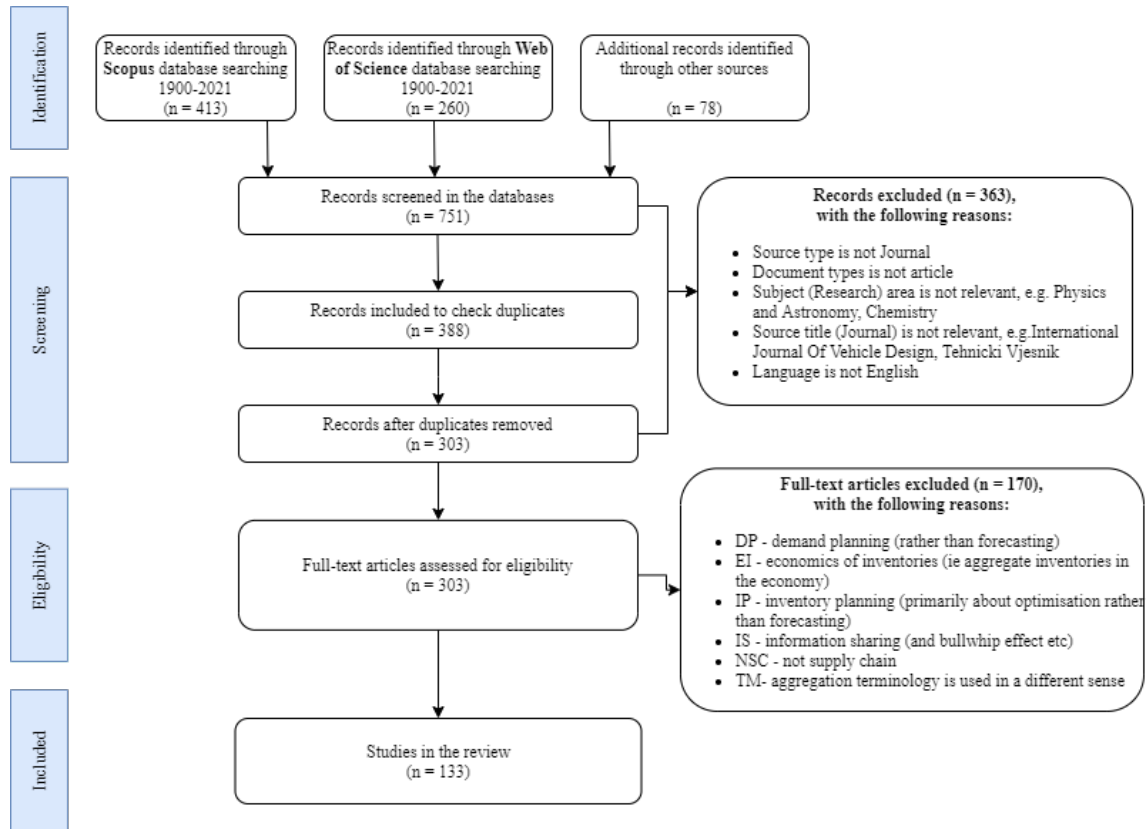 Identification
Records identified through
Scopus database searching
1900-2021
(n = 413)
Records identified through Web
of Science database searching
1900-2021
(n = 260)
Additional records identified
through other sources
(n = 78)
Screening
Records screened in the databases
(n = 751)
Records excluded (n = 363),
with the following reasons:
• Source type is not Journal
• Document types is not article
• Subject (Research) area is not relevant, e.g. Physics
and Astronomy, Chemistry
• Source title (Journal) is not relevant, e.g.International
Journal Of Vehicle Design, Tehnicki Vjesnik
• Language is not English
Records included to check duplicates
(n = 388)
Records after duplicates removed
(n = 303)
Eligibility
Full-text articles assessed for eligibility
(n = 303)
Full-text articles excluded (n = 170),
with the following reasons:
• DP - demand planning (rather than forecasting)
• EI - economics of inventories (ie aggregate inventories in
the economy)
• IP - inventory planning (primarily about optimisation rather
than forecasting)
• IS - information sharing (and bullwhip effect etc)
• NSC - not supply chain
• TM- aggregation terminology is used in a different sense
Included
Studies in the review
(n = 133)